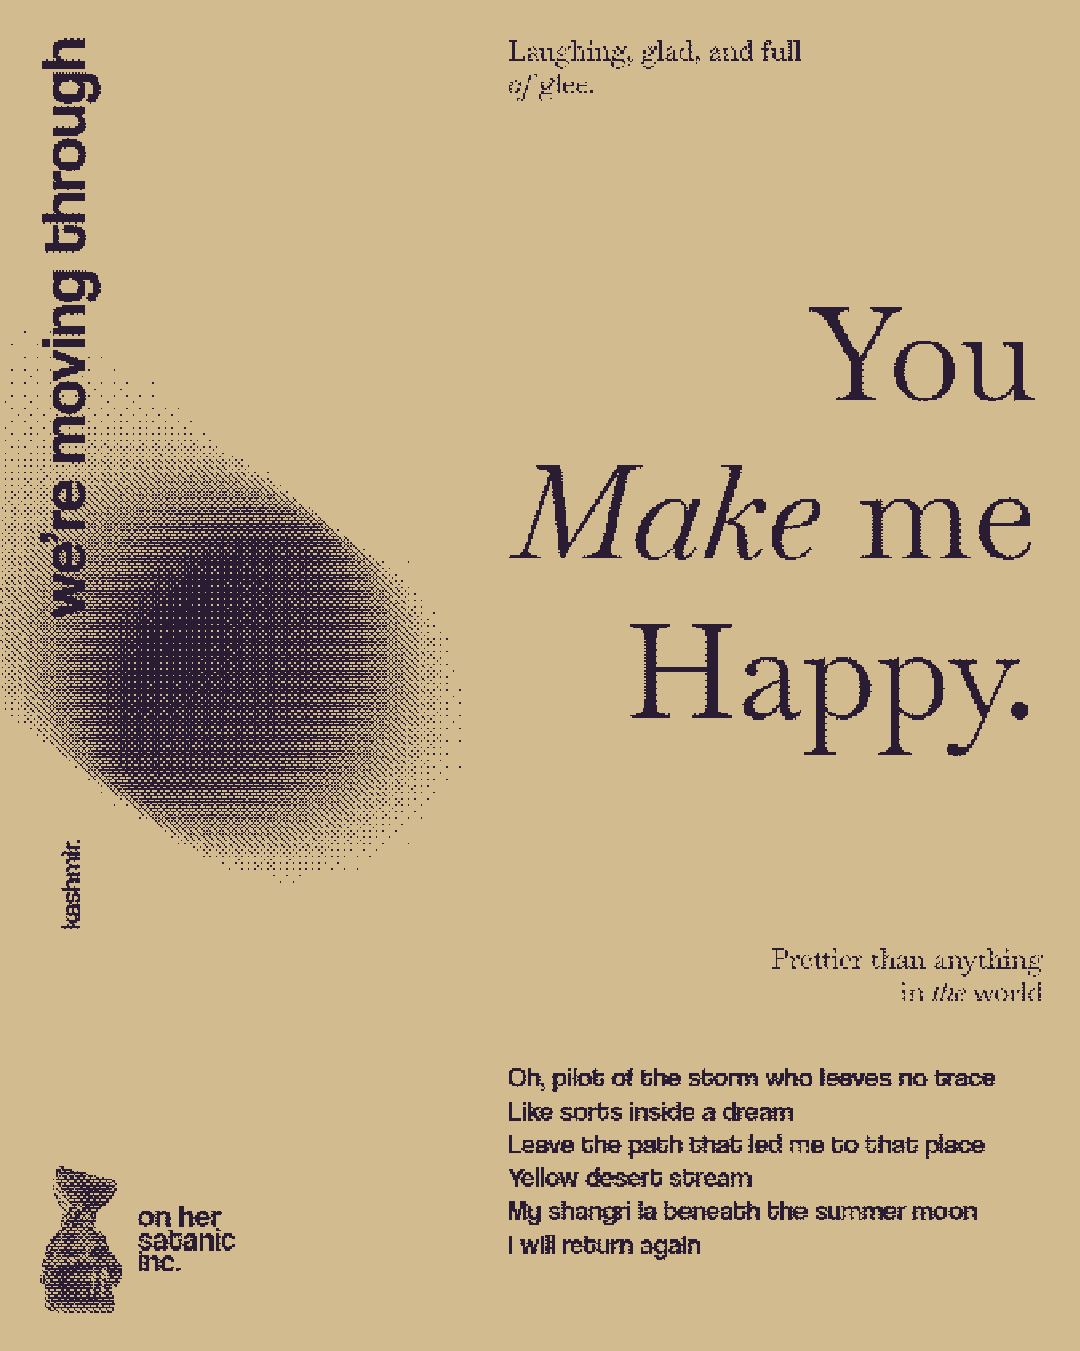 we're moving through
Laughing, glad, and full
of glee.
You
Make me
Happy.
kashmir.
Prettier than anything
in the world
Oh, pilot of the storm who leaves no trace
Like sorts inside a dream
Leave the path that led me to that place
Yellow desert stream
My shangri la beneath the summer moon
I will return again
on her
satanic
inc.